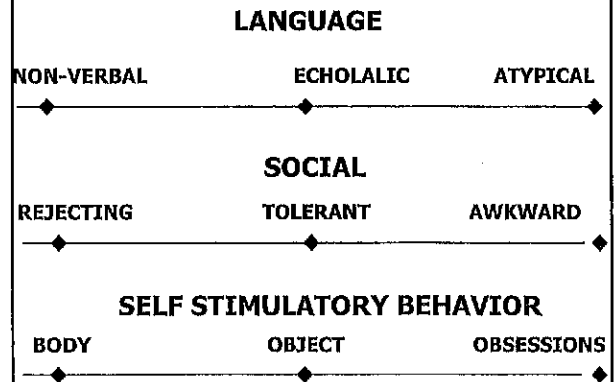 LANGUAGE
NON-VERBAL ECHOLALIC ATYPICAL
SOCIAL
REJECTING TOLERANT AWKWARD
SELF STIMULATORY BEHAVIOR
BODY OBJECT OBSESSIONS